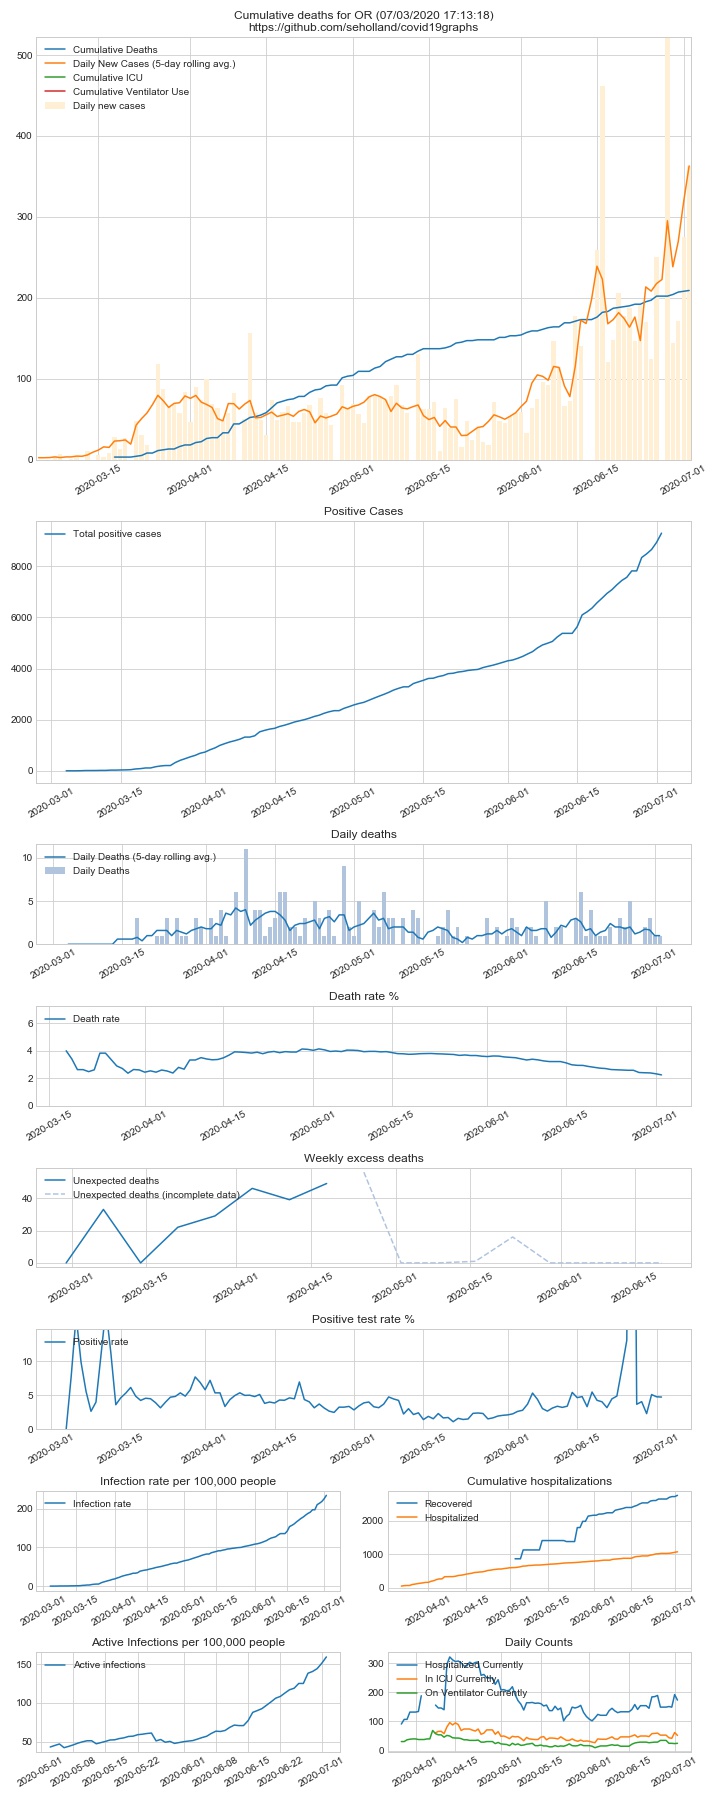 Cumulative deaths for OR (07/03/2020 17:13:18)
https://github.com/seholland/covid19graphs
Cumulative Deaths
Daily New Cases (5-day rolling avg.)
Cumulative ICU
Cumulative Ventilator Use
Daily new cases
500
400
300
200
100
0
2020-03-15 2020-04-01 2020-04-15 2020-05-01 2020-05-15 2020-06-01 2020-06-15 2020-07-01
Positive Cases
Total positive cases
8000
6000
4000
2000
0
2020-03-01 2020-03-15 2020-04-01 2020-04-15 2020-05-01 2020-05-15 2020-06-01 2020-06-15 2020-07-01
Daily deaths
Daily Deaths (5-day rolling avg.)
Daily Deaths
10
5
0
2020-03-01 2020-03-15 2020-04-01 2020-04-15 2020-05-01 2020-05-15 2020-06-01 2020-06-15 2020-07-01
Death rate %
Death rate
6
4
2
0
2020-03-15 2020-04-01 2020-04-15 2020-05-01 2020-05-15 2020-06-01 2020-06-15 2020-07-01
Weekly excess deaths
Unexpected deaths
Unexpected deaths (incomplete data)
40
20
0
2020-03-01 2020-03-15 2020-04-01 2020-04-15 2020-05-01 2020-05-15 2020-06-01 2020-06-15
Positive test rate %
Positive rate
10
5
0
2020-03-01 2020-03-15 2020-04-01 2020-04-15 2020-05-01 2020-05-15 2020-06-01 2020-06-15 2020-07-01
Infection rate per 100,000 people
Infection rate
200
100
0
2020-03-01 2020-03-15 2020-04-01 2020-04-15 2020-05-01 2020-05-15 2020-06-01 2020-06-15 2020-07-01
Cumulative hospitalizations
Recovered
Hospitalized
2000
1000
0
2020-04-01 2020-04-15 2020-05-01 2020-05-15 2020-06-01 2020-06-15 2020-07-01
Active Infections per 100,000 people
Active infections
150
100
50
2020-05-01 2020-05-08 2020-05-15 2020-05-22 2020-06-01 2020-06-08 2020-06-15 2020-06-22 2020-07-01
Daily Counts
Hospitalized Currently
In ICU Currently
On Ventilator Currently
300
200
100
0
2020-04-01 2020-04-15 2020-05-01 2020-05-15 2020-06-01 2020-06-15 2020-07-01